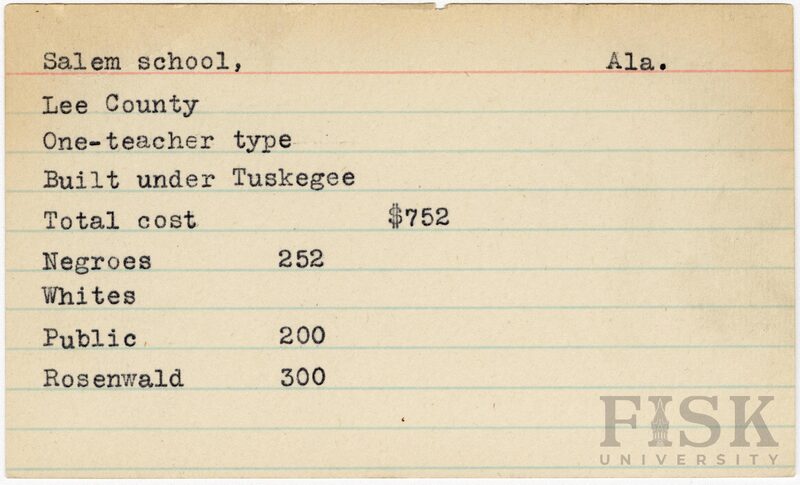 Salem school, Ala.
Lee County
One-teacher type
Built under Tuskegee
Total cost $752
Negroes 252
Whites
Public 200
Rosenwald 300
FISK
UNIVERSITY